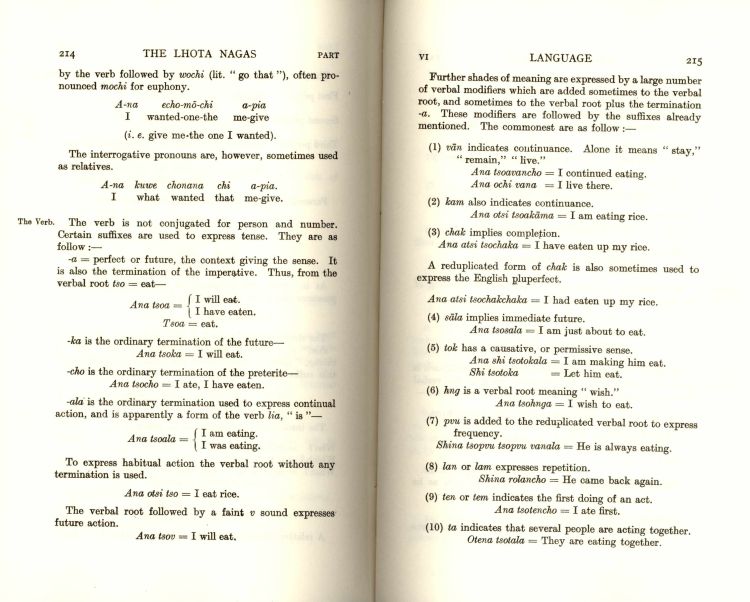 214 THE LHOTA NAGAS PART
by the verb followed by wochi (lit. “ go that ”), often pro-
nounced mochi for euphony.
A-na echo-mō-chi a-pia
I wanted-one-the me-give
(i. e. give me-the one I wanted).
The interrogative pronouns are, however, sometimes used
as relatives.
A-na kuwe chonana chi a-pia.
I what wanted that me-give.
The Verb. The verb is not conjugated for person and number.
Certain suffixes are used to express tense. They are as
follow :—
-a = perfect or future, the context giving the sense. It
is also the termination of the imperative. Thus, from the
verbal root tso = eat—
Ana tsoa = { I will eat.
I have eaten.
Tsoa = eat.
-ka is the ordinary termination of the future—
Ana tsoka = I will eat.
-cho is the ordinary termination of the preterite—
Ana tsocho = I ate, I have eaten.
-ala is the ordinary termination used to express continual
action, and is apparently a form of the verb lia, “ is ”—
Ana tsoala = { I am eating.
I was eating.
To express habitual action the verbal root without any
termination is used.
Ana otsi tso = I eat rice.
The verbal root followed by a faint v sound expresses
future action.
Ana tsov = I will eat.
VI LANGUAGE 215
Further shades of meaning are expressed by a large number
of verbal modifiers which are added sometimes to the verbal
root, and sometimes to the verbal root plus the termination
-a. These modifiers are followed by the suffixes already
mentioned. The commonest are as follow :—
(1) văn indicates continuance. Alone it means “ stay,”
“ remain,” “ live.”
Ana tsoavancho = I continued eating.
Ana ochi vana = I live there.
(2) kam also indicates continuance.
Ana otsi tsoakāma = I am eating rice.
(3) chak implies completion.
Ana atsi tsochaka = I have eaten up my rice.
A reduplicated form of chak is also sometimes used to
express the English pluperfect.
Ana atsi tsochakchaka = I had eaten up my rice.
(4) săla implies immediate future.
Ana tsosala = I am just about to eat.
(5) tok has a causative, or permissive sense.
Ana shi tsotokala = I am making him eat.
Shi tsotoka = Let him eat.
(6) hng is a verbal root meaning “ wish.”
Ana tsohnga = I wish to eat.
(7) pvu is added to the reduplicated verbal root to express
frequency.
Shina tsopvu tsopvu vanala = He is always eating.
(8) lan or lam expresses repetition.
Shina rolancho = He came back again.
(9) ten or tem indicates the first doing of an act.
Ana tsotencho = I ate first.
(10) ta indicates that several people are acting together.
Otena tsotala = They are eating together.